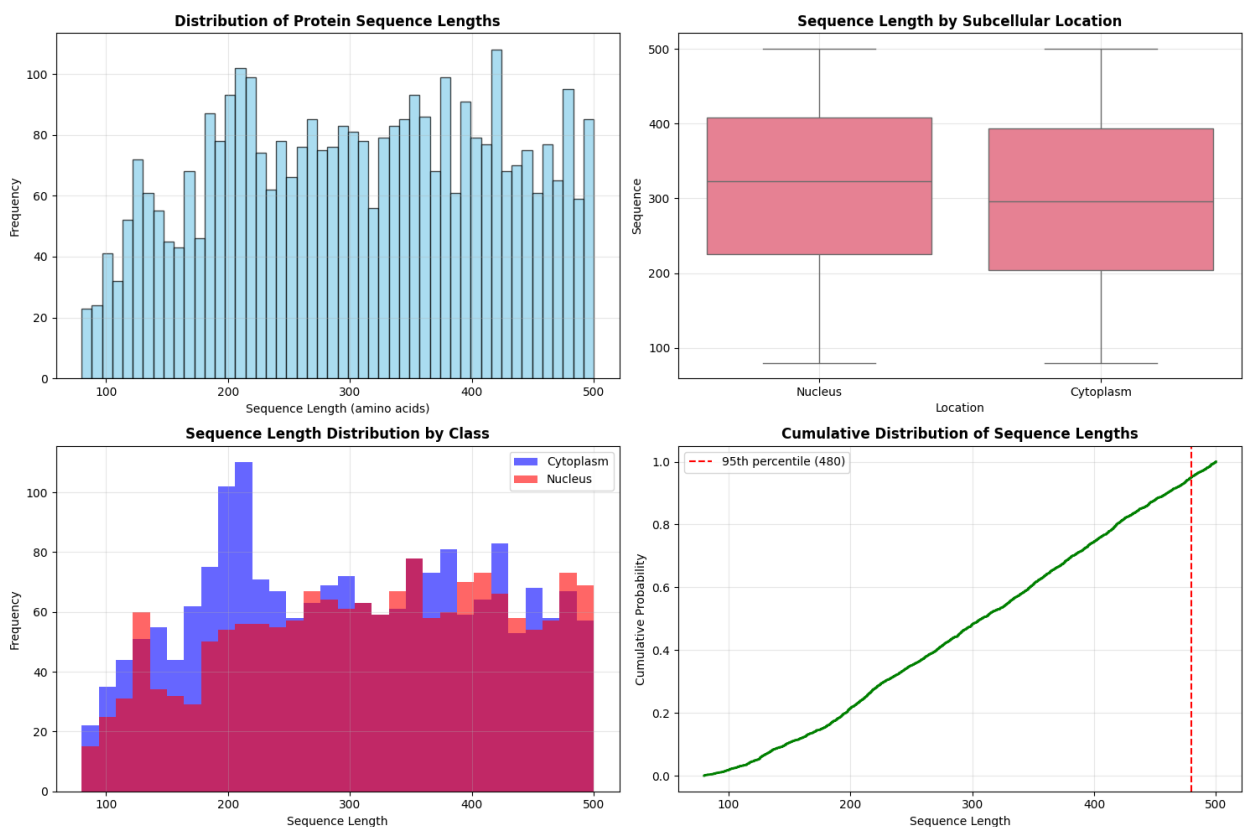 Distribution of Protein Sequence Lengths
Frequency
100
80
60
40
20
0
100 200 300 400 500
Sequence Length (amino acids)
Sequence Length by Subcellular Location
Sequence
500
400
300
200
100
Nucleus Cytoplasm
Location
Sequence Length Distribution by Class
Cytoplasm
Nucleus
Frequency
100
80
60
40
20
0
100 200 300 400 500
Sequence Length
Cumulative Distribution of Sequence Lengths
95th percentile (480)
Cumulative Probability
1.0
0.8
0.6
0.4
0.2
0.0
100 200 300 400 500
Sequence Length